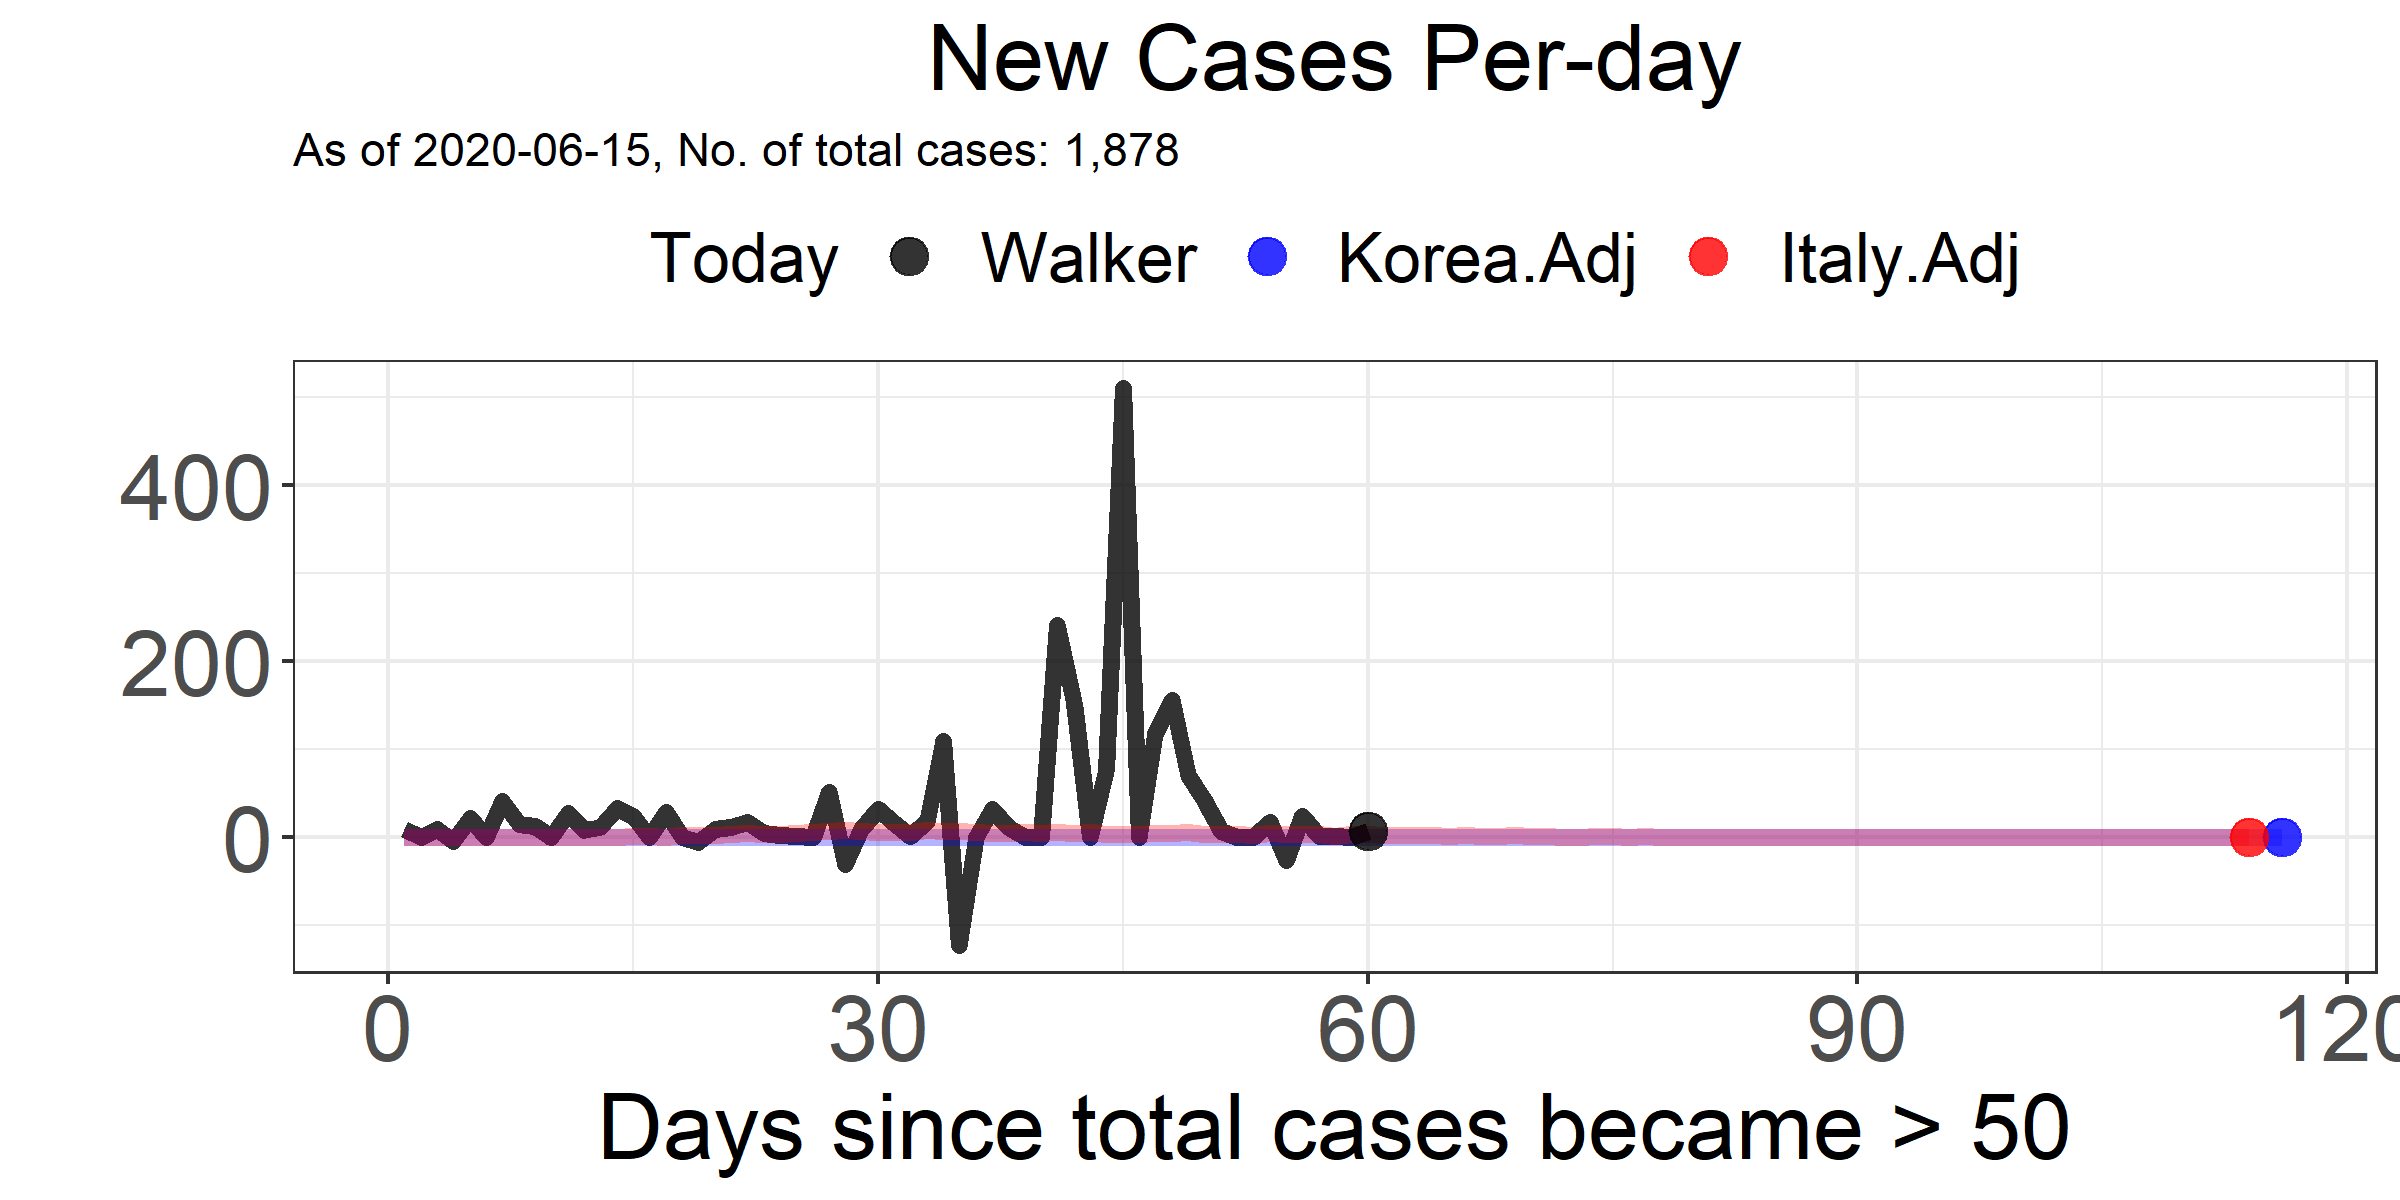 New Cases Per-day
As of 2020-06-15, No. of total cases: 1,878
Today Walker Korea.Adj Italy.Adj
400
200
0
0 30 60 90 120
Days since total cases became > 50